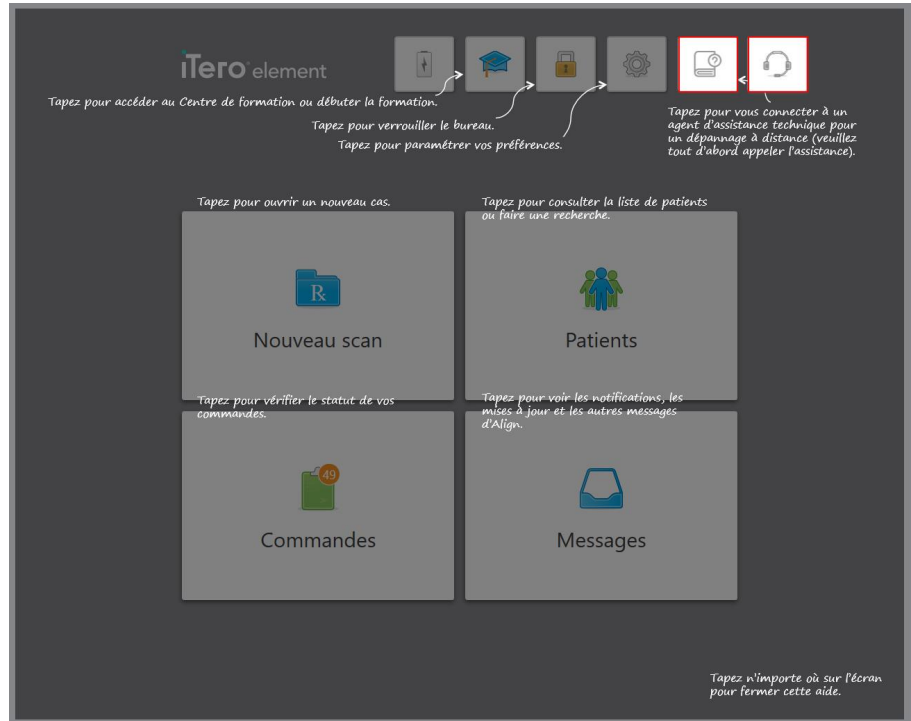 iTero element
Tapez pour accéder au Centre de formation ou débuter la formation.
Tapez pour verrouiller le bureau.
Tapez pour paramétrer vos préférences.
Tapez pour vous connecter à un
agent d'assistance technique pour
un dépannage à distance (veuillez
tout d'abord appeler l'assistance).
Tapez pour ouvrir un nouveau cas.
Rx
Nouveau scan
Tapez pour consulter la liste de patients
ou faire une recherche.
Patients
Tapez pour vérifier le statut de vos
commandes.
49
Commandes
Tapez pour voir les notifications, les
mises à jour et les autres messages
d'Align.
Messages
Tapez n'importe où sur l'écran
pour fermer cette aide.